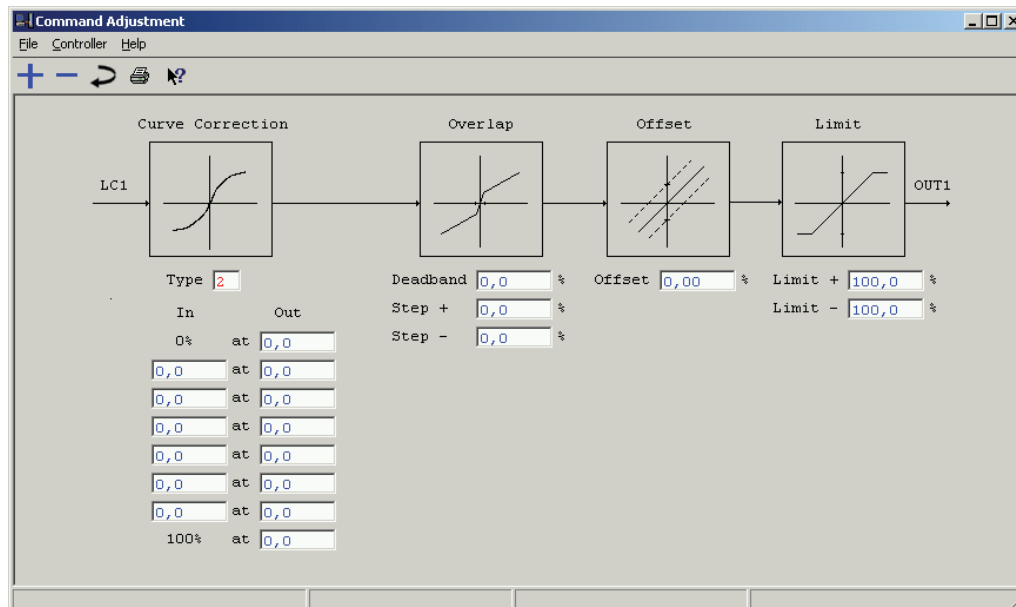 Command Adjustment
File Controller Help
Curve Correction Overlap Offset Limit
LC1 OUT1
Type 2 Deadband 0,0 % Offset 0,00 % Limit + 100,0 %
Step + 0,0 % Limit - 100,0 %
In Out
Step - 0,0 %
0% at 0,0
0,0 at 0,0
0,0 at 0,0
0,0 at 0,0
0,0 at 0,0
0,0 at 0,0
0,0 at 0,0
100% at 0,0